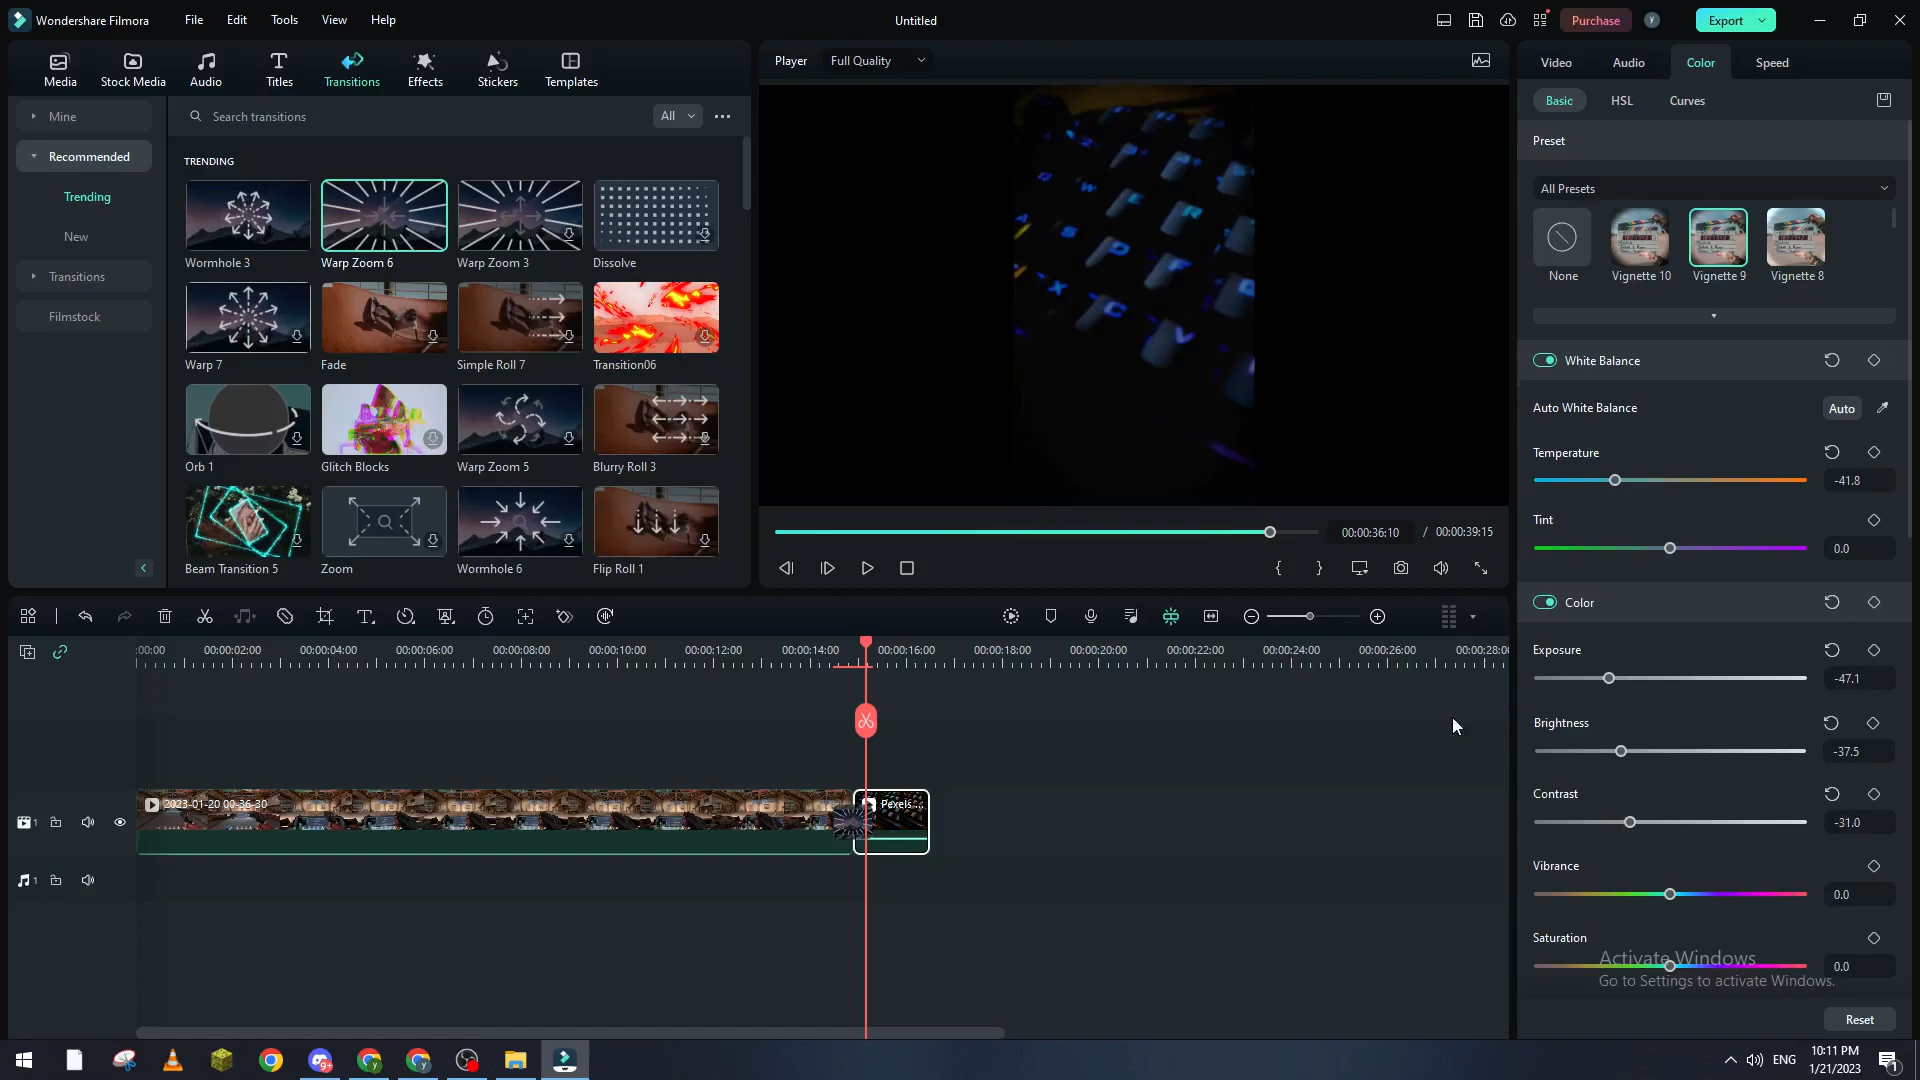 Wondershare Filmora File Edit Tools View Help Untitled Purchase y Export
Media Stock Media Audio Titles Transitions Effects Stickers Templates
Mine
Recommended
Trending
New
Transitions
Filmstock
Search transitions All
TRENDING
Wormhole 3 Warp Zoom 6 Warp Zoom 3 Dissolve
Warp 7 Fade Simple Roll 7 Transition06
Orb 1 Glitch Blocks Warp Zoom 5 Blurry Roll 3
Beam Transition 5 Zoom Wormhole 6 Flip Roll 1
Player Full Quality
W E R
S D F
X C V
00:00:36:10 / 00:00:39:15
Video Audio Color Speed
Basic HSL Curves
Preset
All Presets
None Vignette 10 Vignette 9 Vignette 8
White Balance
Auto White Balance Auto
Temperature
-41.8
Tint
0.0
Color
Exposure
-47.1
Brightness
-37.5
Contrast
-31.0
Vibrance
0.0
Saturation
0.0
Activate Windows
Go to Settings to activate Windows.
Reset
:00:00 00:00:02:00 00:00:04:00 00:00:06:00 00:00:08:00 00:00:10:00 00:00:12:00 00:00:14:00 00:00:16:00 00:00:18:00 00:00:20:00 00:00:22:00 00:00:24:00 00:00:26:00 00:00:28:0
2023-01-20 00-36-30 Pexels ...
1
1
9+ y y ENG 10:11 PM
1/21/2023 1